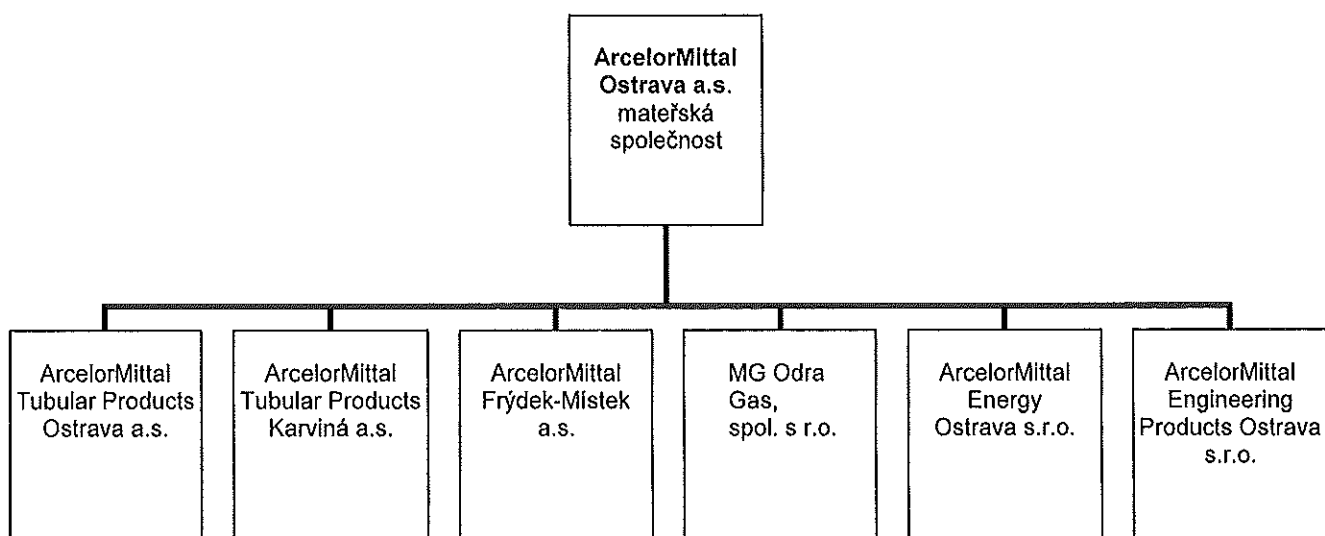 ArcelorMittal
Ostrava a.s.
mateřská
společnost
ArcelorMittal
Tubular Products
Ostrava a.s.
ArcelorMittal
Tubular Products
Karviná a.s.
ArcelorMittal
Frýdek-Místek
a.s.
MG Odra
Gas,
spol. s r.o.
ArcelorMittal
Energy
Ostrava s.r.o.
ArcelorMittal
Engineering
Products Ostrava
s.r.o.